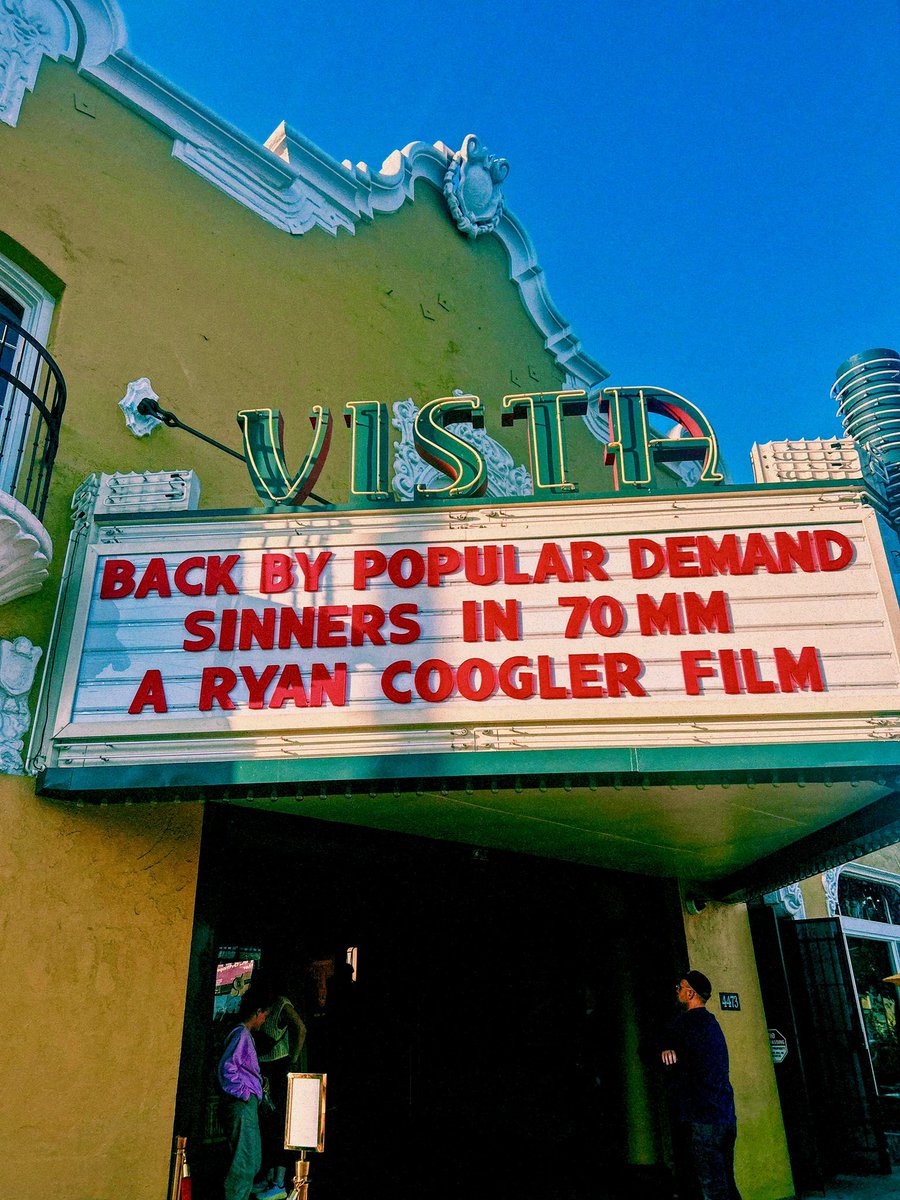 VISTA
BACK BY POPULAR DEMAND
SINNERS IN 70 MM
A RYAN COOGLER FILM
4473